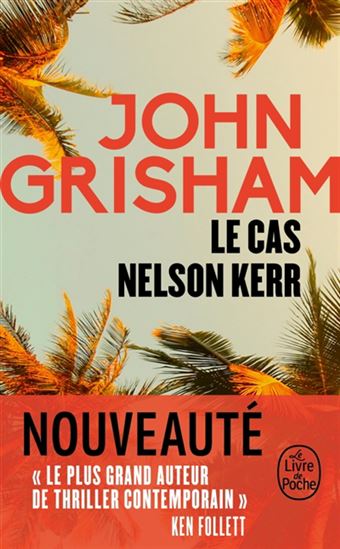 JOHN
GRISHAM
LE CAS
NELSON KERR
NOUVEAUTÉ
« LE PLUS GRAND AUTEUR
DE THRILLER CONTEMPORAIN »
KEN FOLLETT
Le
Livre
de Poche